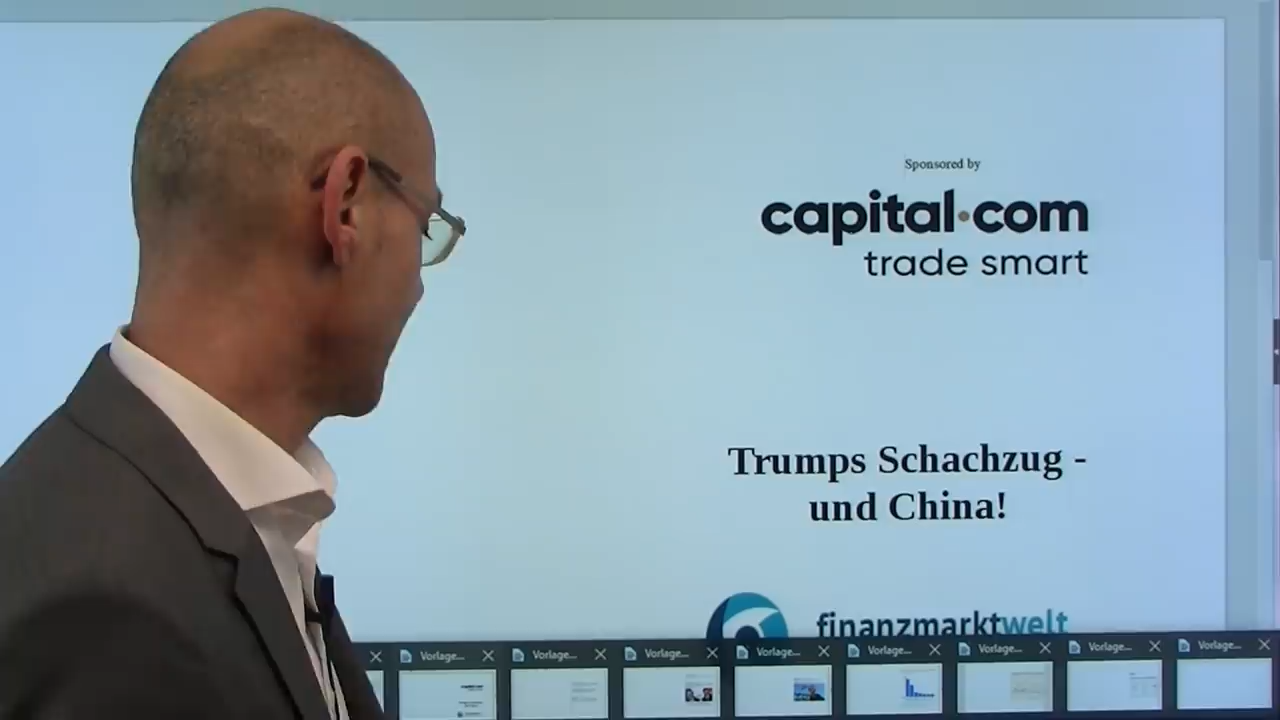 Sponsored by
capital.com
trade smart
Trumps Schachzug -
und China!
finanzmarktwelt
Vorlage...
Vorlage...
Vorlage...
Vorlage...
Vorlage...
Vorlage...
Vorlage...
Vorlage...